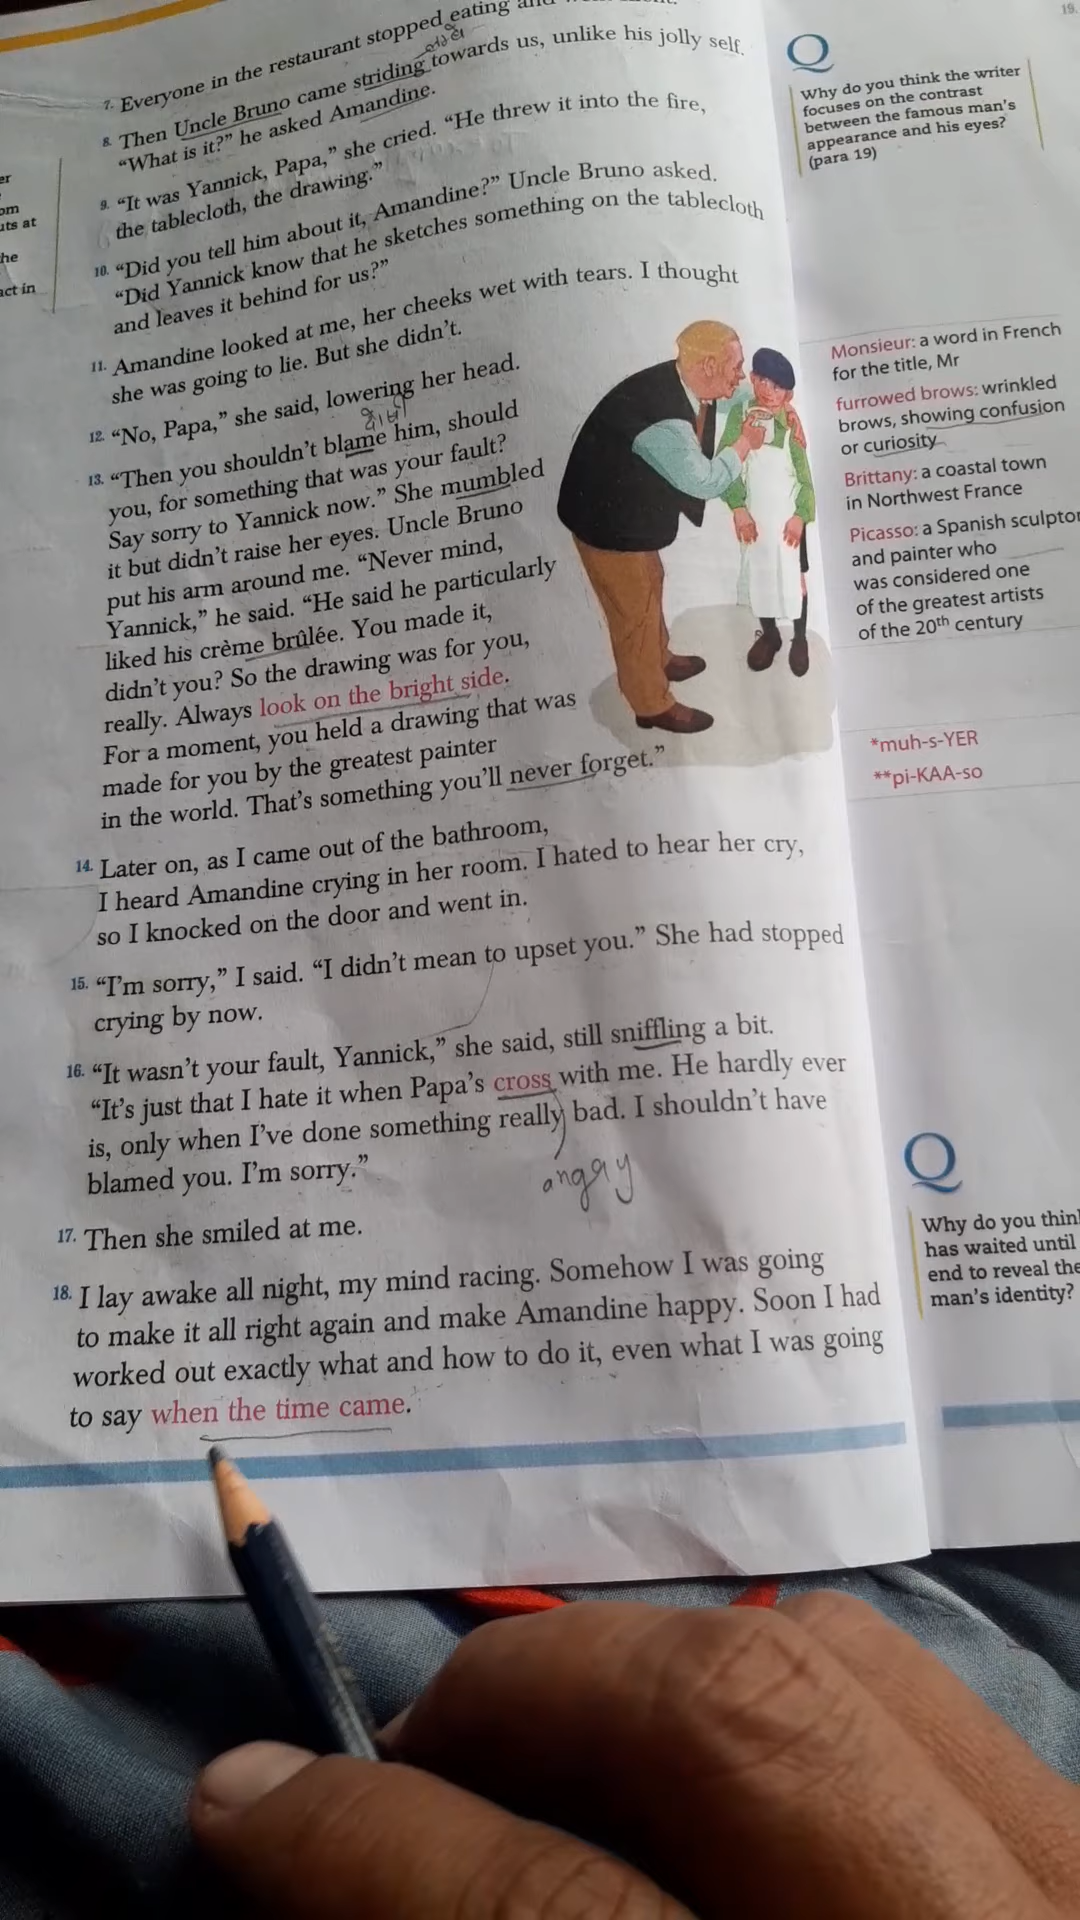 7. Everyone in the restaurant stopped eating and
8. Then Uncle Bruno came striding towards us, unlike his jolly self.
“What is it?” he asked Amandine.
9. “It was Yannick, Papa,” she cried. “He threw it into the fire,
the tablecloth, the drawing.”
10. “Did you tell him about it, Amandine?” Uncle Bruno asked.
“Did Yannick know that he sketches something on the tablecloth
and leaves it behind for us?”
11. Amandine looked at me, her cheeks wet with tears. I thought
she was going to lie. But she didn’t.
12. “No, Papa,” she said, lowering her head.
13. “Then you shouldn’t blame him, should
you, for something that was your fault?
Say sorry to Yannick now.” She mumbled
it but didn’t raise her eyes. Uncle Bruno
put his arm around me. “Never mind,
Yannick,” he said. “He said he particularly
liked his crème brûlée. You made it,
didn’t you? So the drawing was for you,
really. Always look on the bright side.
For a moment, you held a drawing that was
made for you by the greatest painter
in the world. That’s something you’ll never forget.”
14. Later on, as I came out of the bathroom,
I heard Amandine crying in her room. I hated to hear her cry,
so I knocked on the door and went in.
15. “I’m sorry,” I said. “I didn’t mean to upset you.” She had stopped
crying by now.
16. “It wasn’t your fault, Yannick,” she said, still sniffling a bit.
“It’s just that I hate it when Papa’s cross with me. He hardly ever
is, only when I’ve done something really bad. I shouldn’t have
blamed you. I’m sorry.”
angry
17. Then she smiled at me.
18. I lay awake all night, my mind racing. Somehow I was going
to make it all right again and make Amandine happy. Soon I had
worked out exactly what and how to do it, even what I was going
to say when the time came.
19.
Q
Why do you think the writer
focuses on the contrast
between the famous man’s
appearance and his eyes?
(para 19)
Monsieur: a word in French
for the title, Mr
furrowed brows: wrinkled
brows, showing confusion
or curiosity
Brittany: a coastal town
in Northwest France
Picasso: a Spanish sculptor
and painter who
was considered one
of the greatest artists
of the 20th century
*muh-s-YER
**pi-KAA-so
Q
Why do you think
has waited until
end to reveal the
man’s identity?
er
om
uts at
he
act in